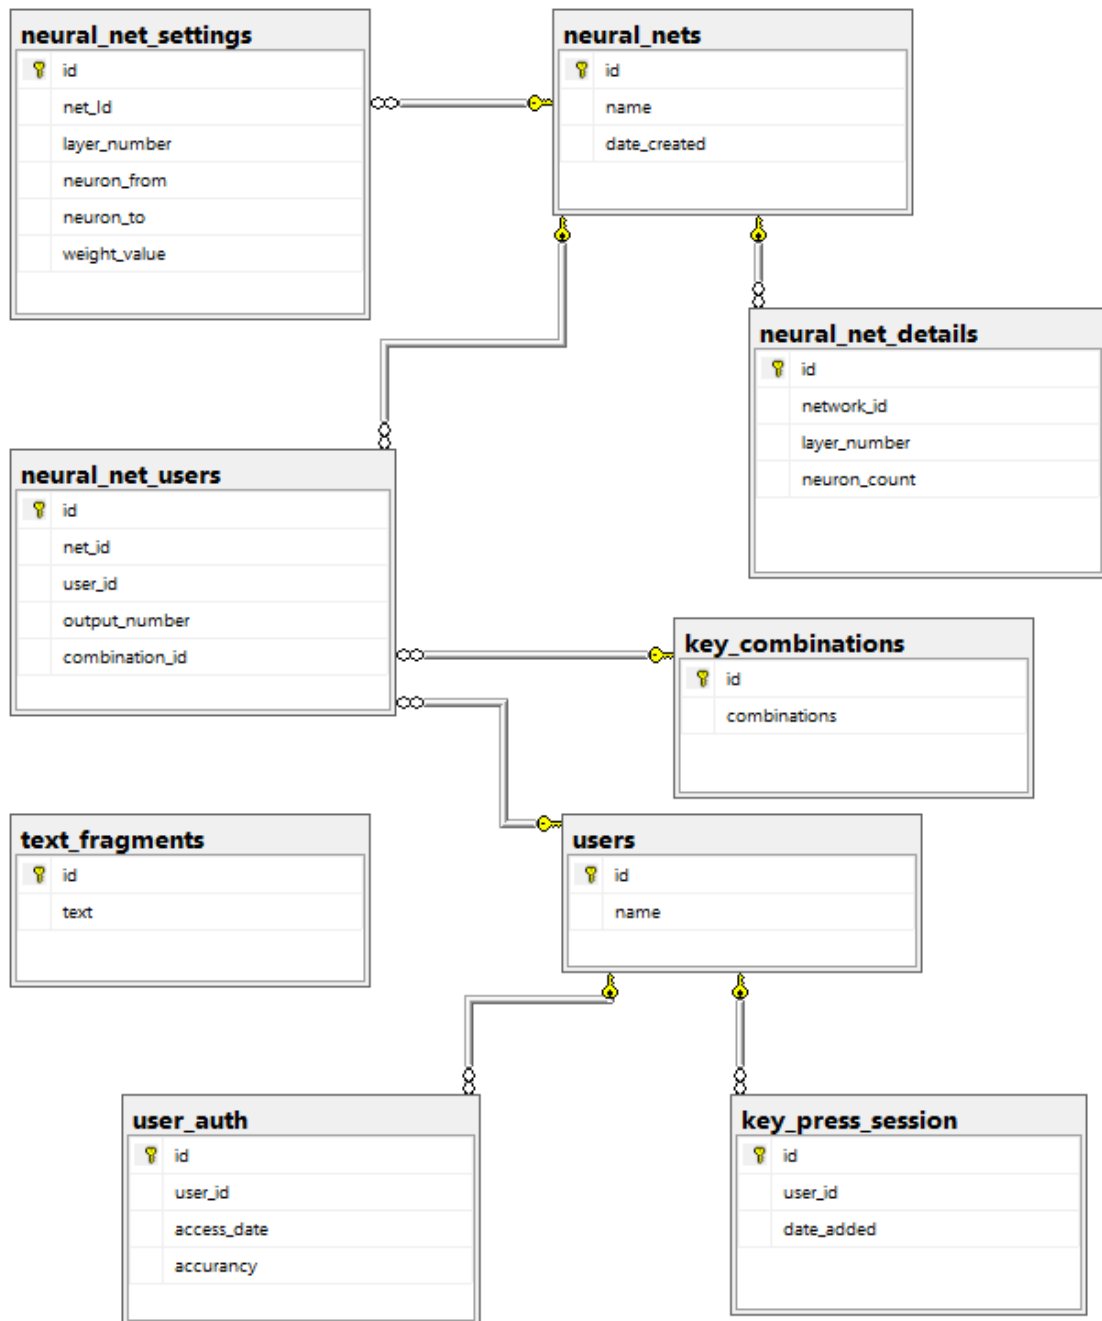 neural_net_settings
id
net_Id
layer_number
neuron_from
neuron_to
weight_value
neural_nets
id
name
date_created
neural_net_details
id
network_id
layer_number
neuron_count
neural_net_users
id
net_id
user_id
output_number
combination_id
key_combinations
id
combinations
text_fragments
id
text
users
id
name
user_auth
id
user_id
access_date
accurancy
key_press_session
id
user_id
date_added